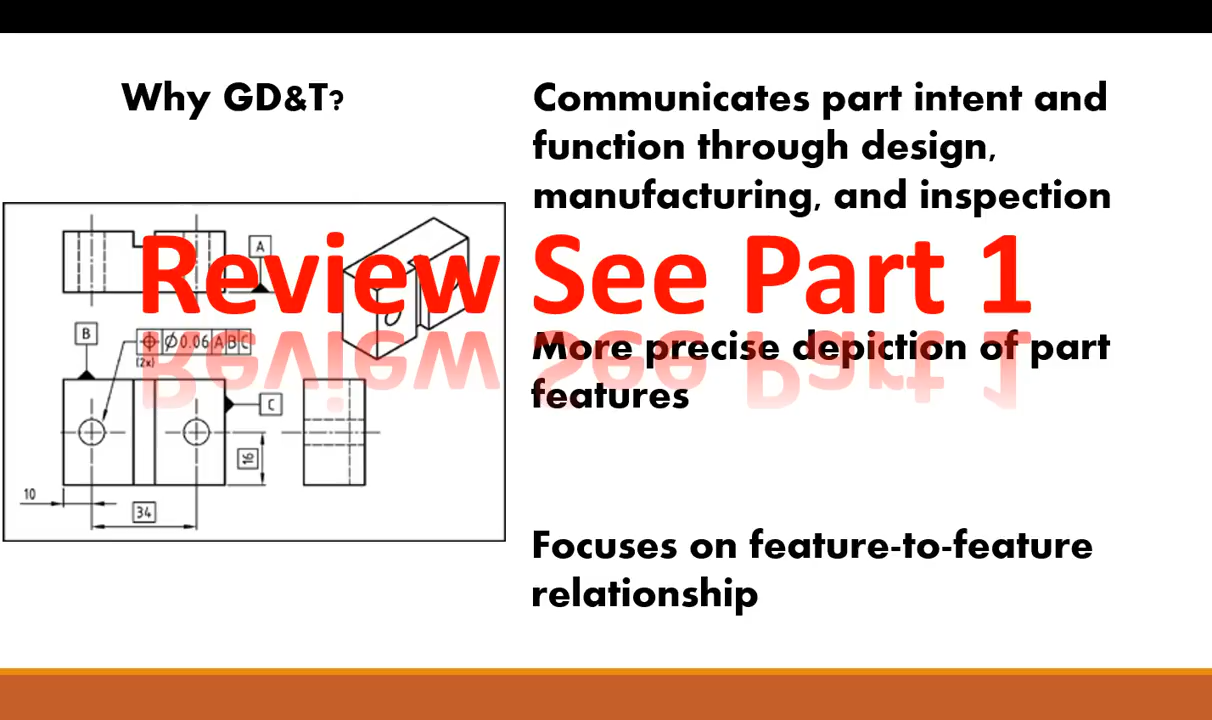 Why GD&T?
Communicates part intent and
function through design,
manufacturing, and inspection
Review See Part 1
More precise depiction of part
features
Focuses on feature-to-feature
relationship
A
B
⌖ Ø0.06 A B C
(2x)
C
16
10
34